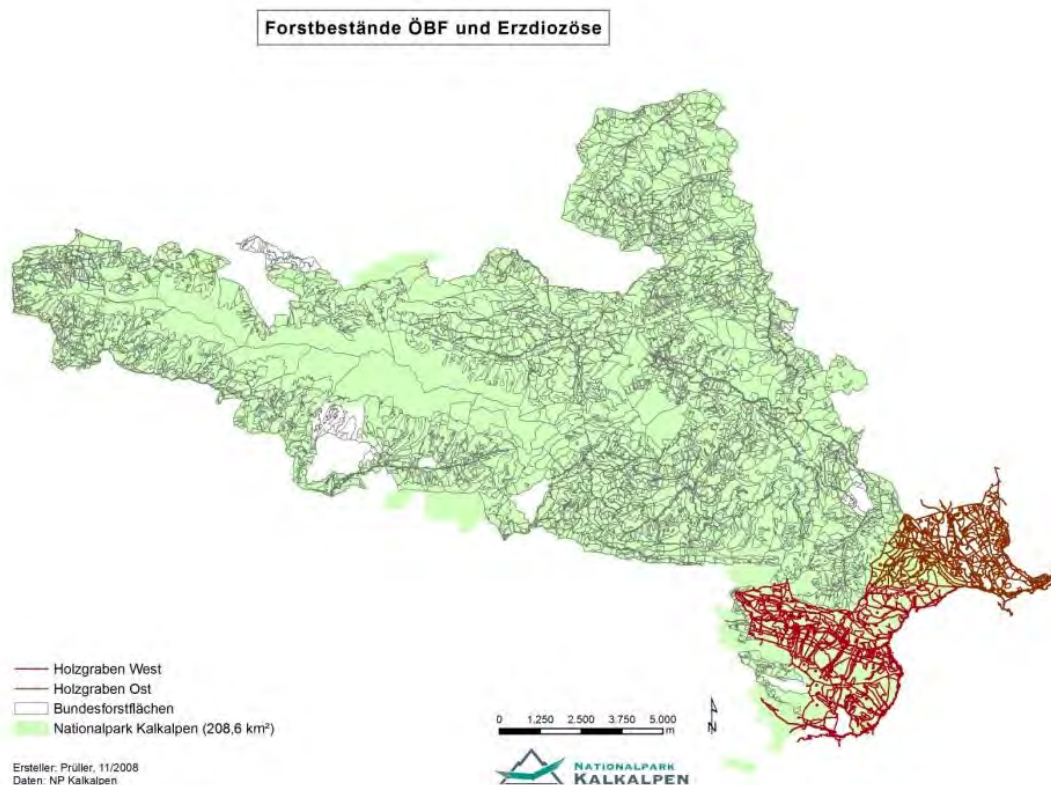 Forstbestände ÖBF und Erzdiozöse
Holzgraben West
Holzgraben Ost
Bundesforstflächen
Nationalpark Kalkalpen (208,6 km²)
Ersteller: Prüller, 11/2008
Daten: NP Kalkalpen
0 1.250 2.500 3.750 5.000
m
N
NATIONALPARK
KALKALPEN